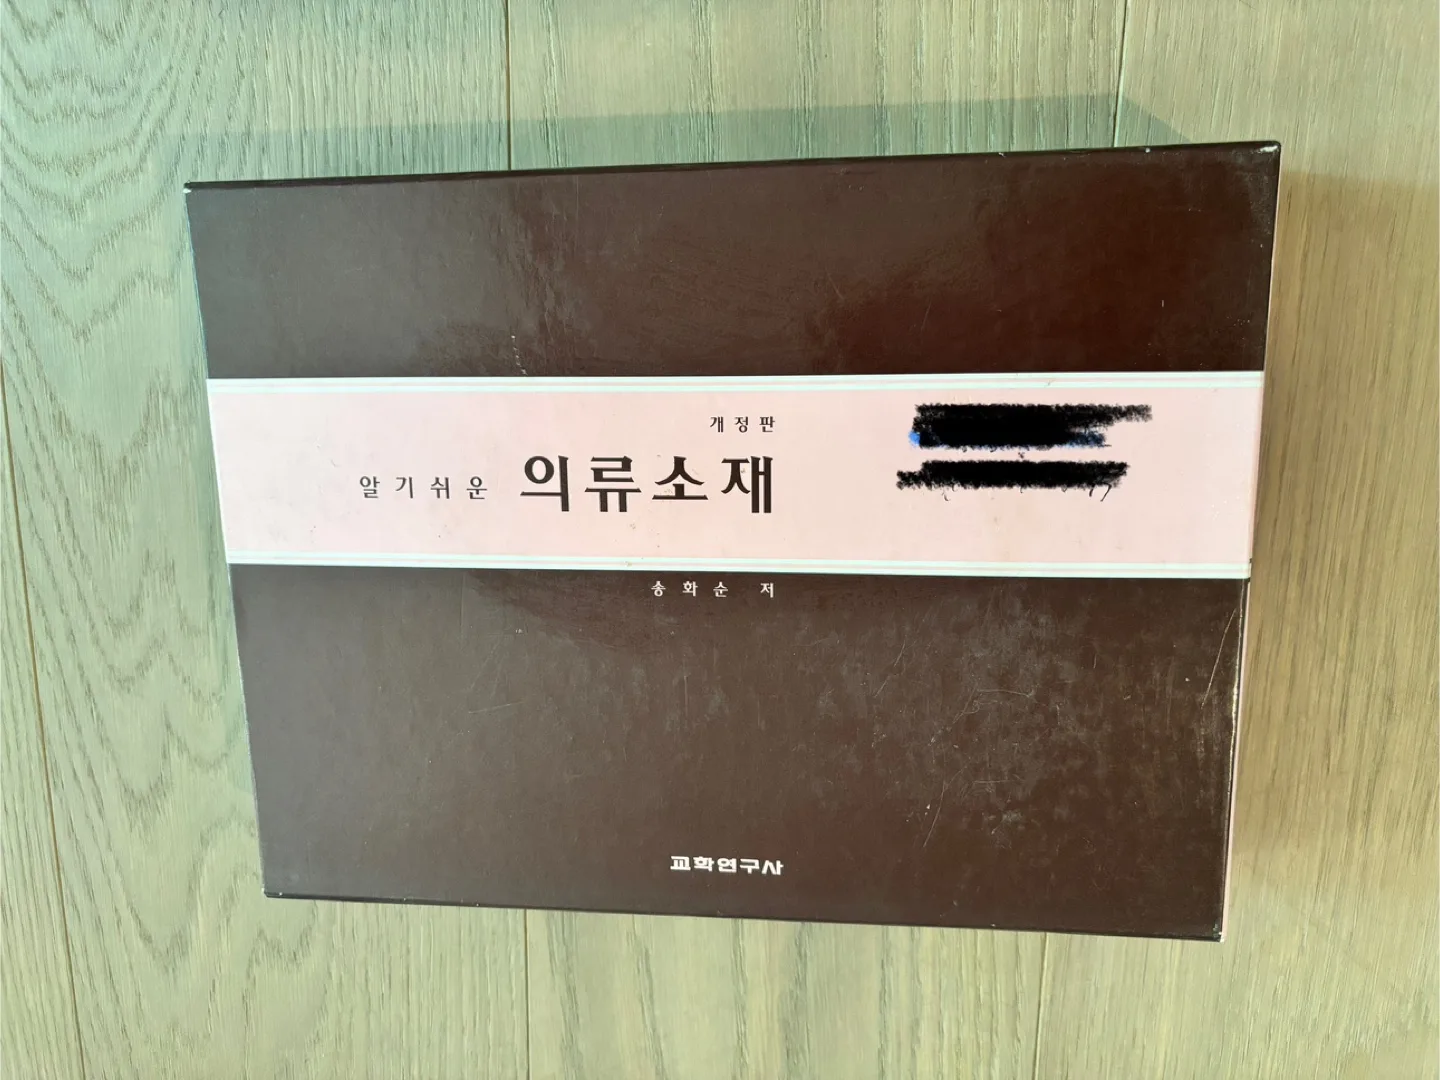 개정판
알기쉬운 의류소재
송화순 저
교학연구사